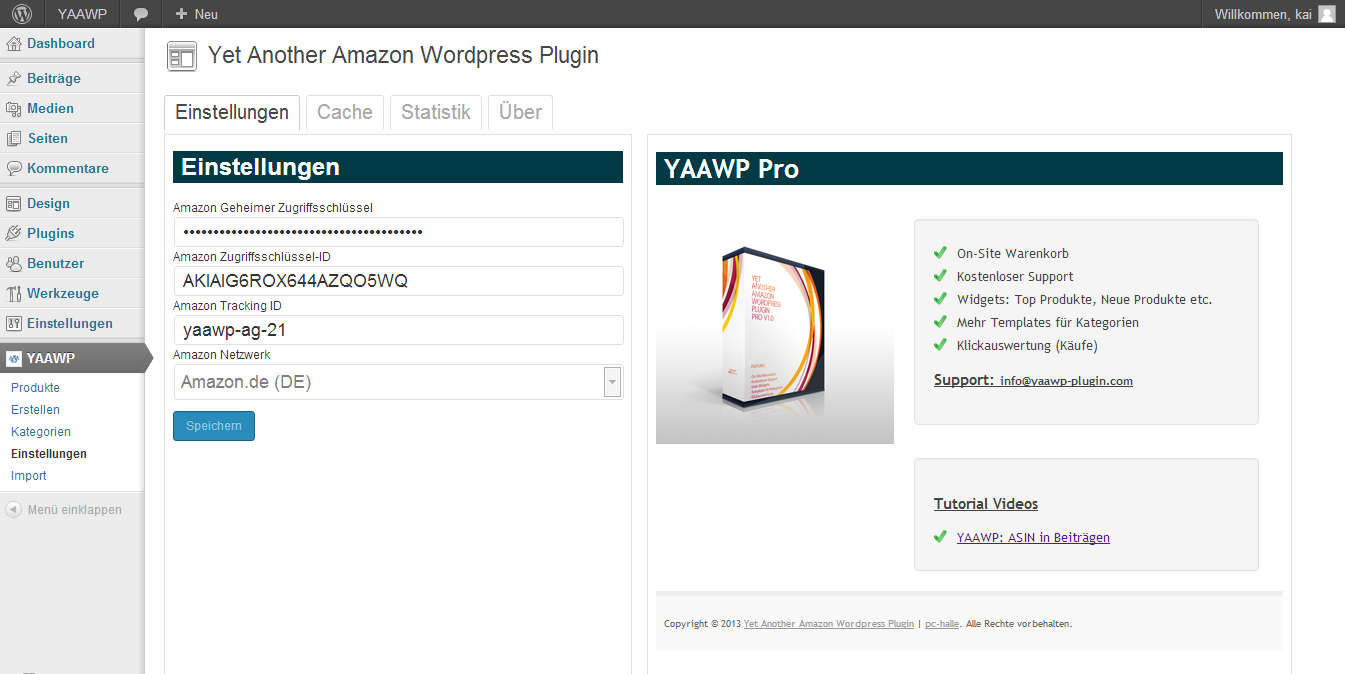 YAAWP
Neu
Willkommen, kai
Dashboard
Beiträge
Medien
Seiten
Kommentare
Design
Plugins
Benutzer
Werkzeuge
Einstellungen
YAAWP
Produkte
Erstellen
Kategorien
Einstellungen
Import
Menü einklappen
Yet Another Amazon Wordpress Plugin
Einstellungen
Cache
Statistik
Über
Einstellungen
Amazon Geheimer Zugriffsschlüssel
••••••••••••••••••••••••••••••••••••••••
Amazon Zugriffsschlüssel-ID
AKIAIG6ROX644AZQO5WQ
Amazon Tracking ID
yaawp-ag-21
Amazon Netzwerk
Amazon.de (DE)
Speichern
YAAWP Pro
YET
ANOTHER
AMAZON
WORDPRESS
PLUGIN
PRO V1.0
On-Site Warenkorb
Kostenloser Support
Widgets: Top Produkte, Neue Produkte etc.
Mehr Templates für Kategorien
Klickauswertung (Käufe)
Support: info@yaawp-plugin.com
Tutorial Videos
YAAWP: ASIN in Beiträgen
Copyright © 2013 Yet Another Amazon Wordpress Plugin | pc-halle. Alle Rechte vorbehalten.